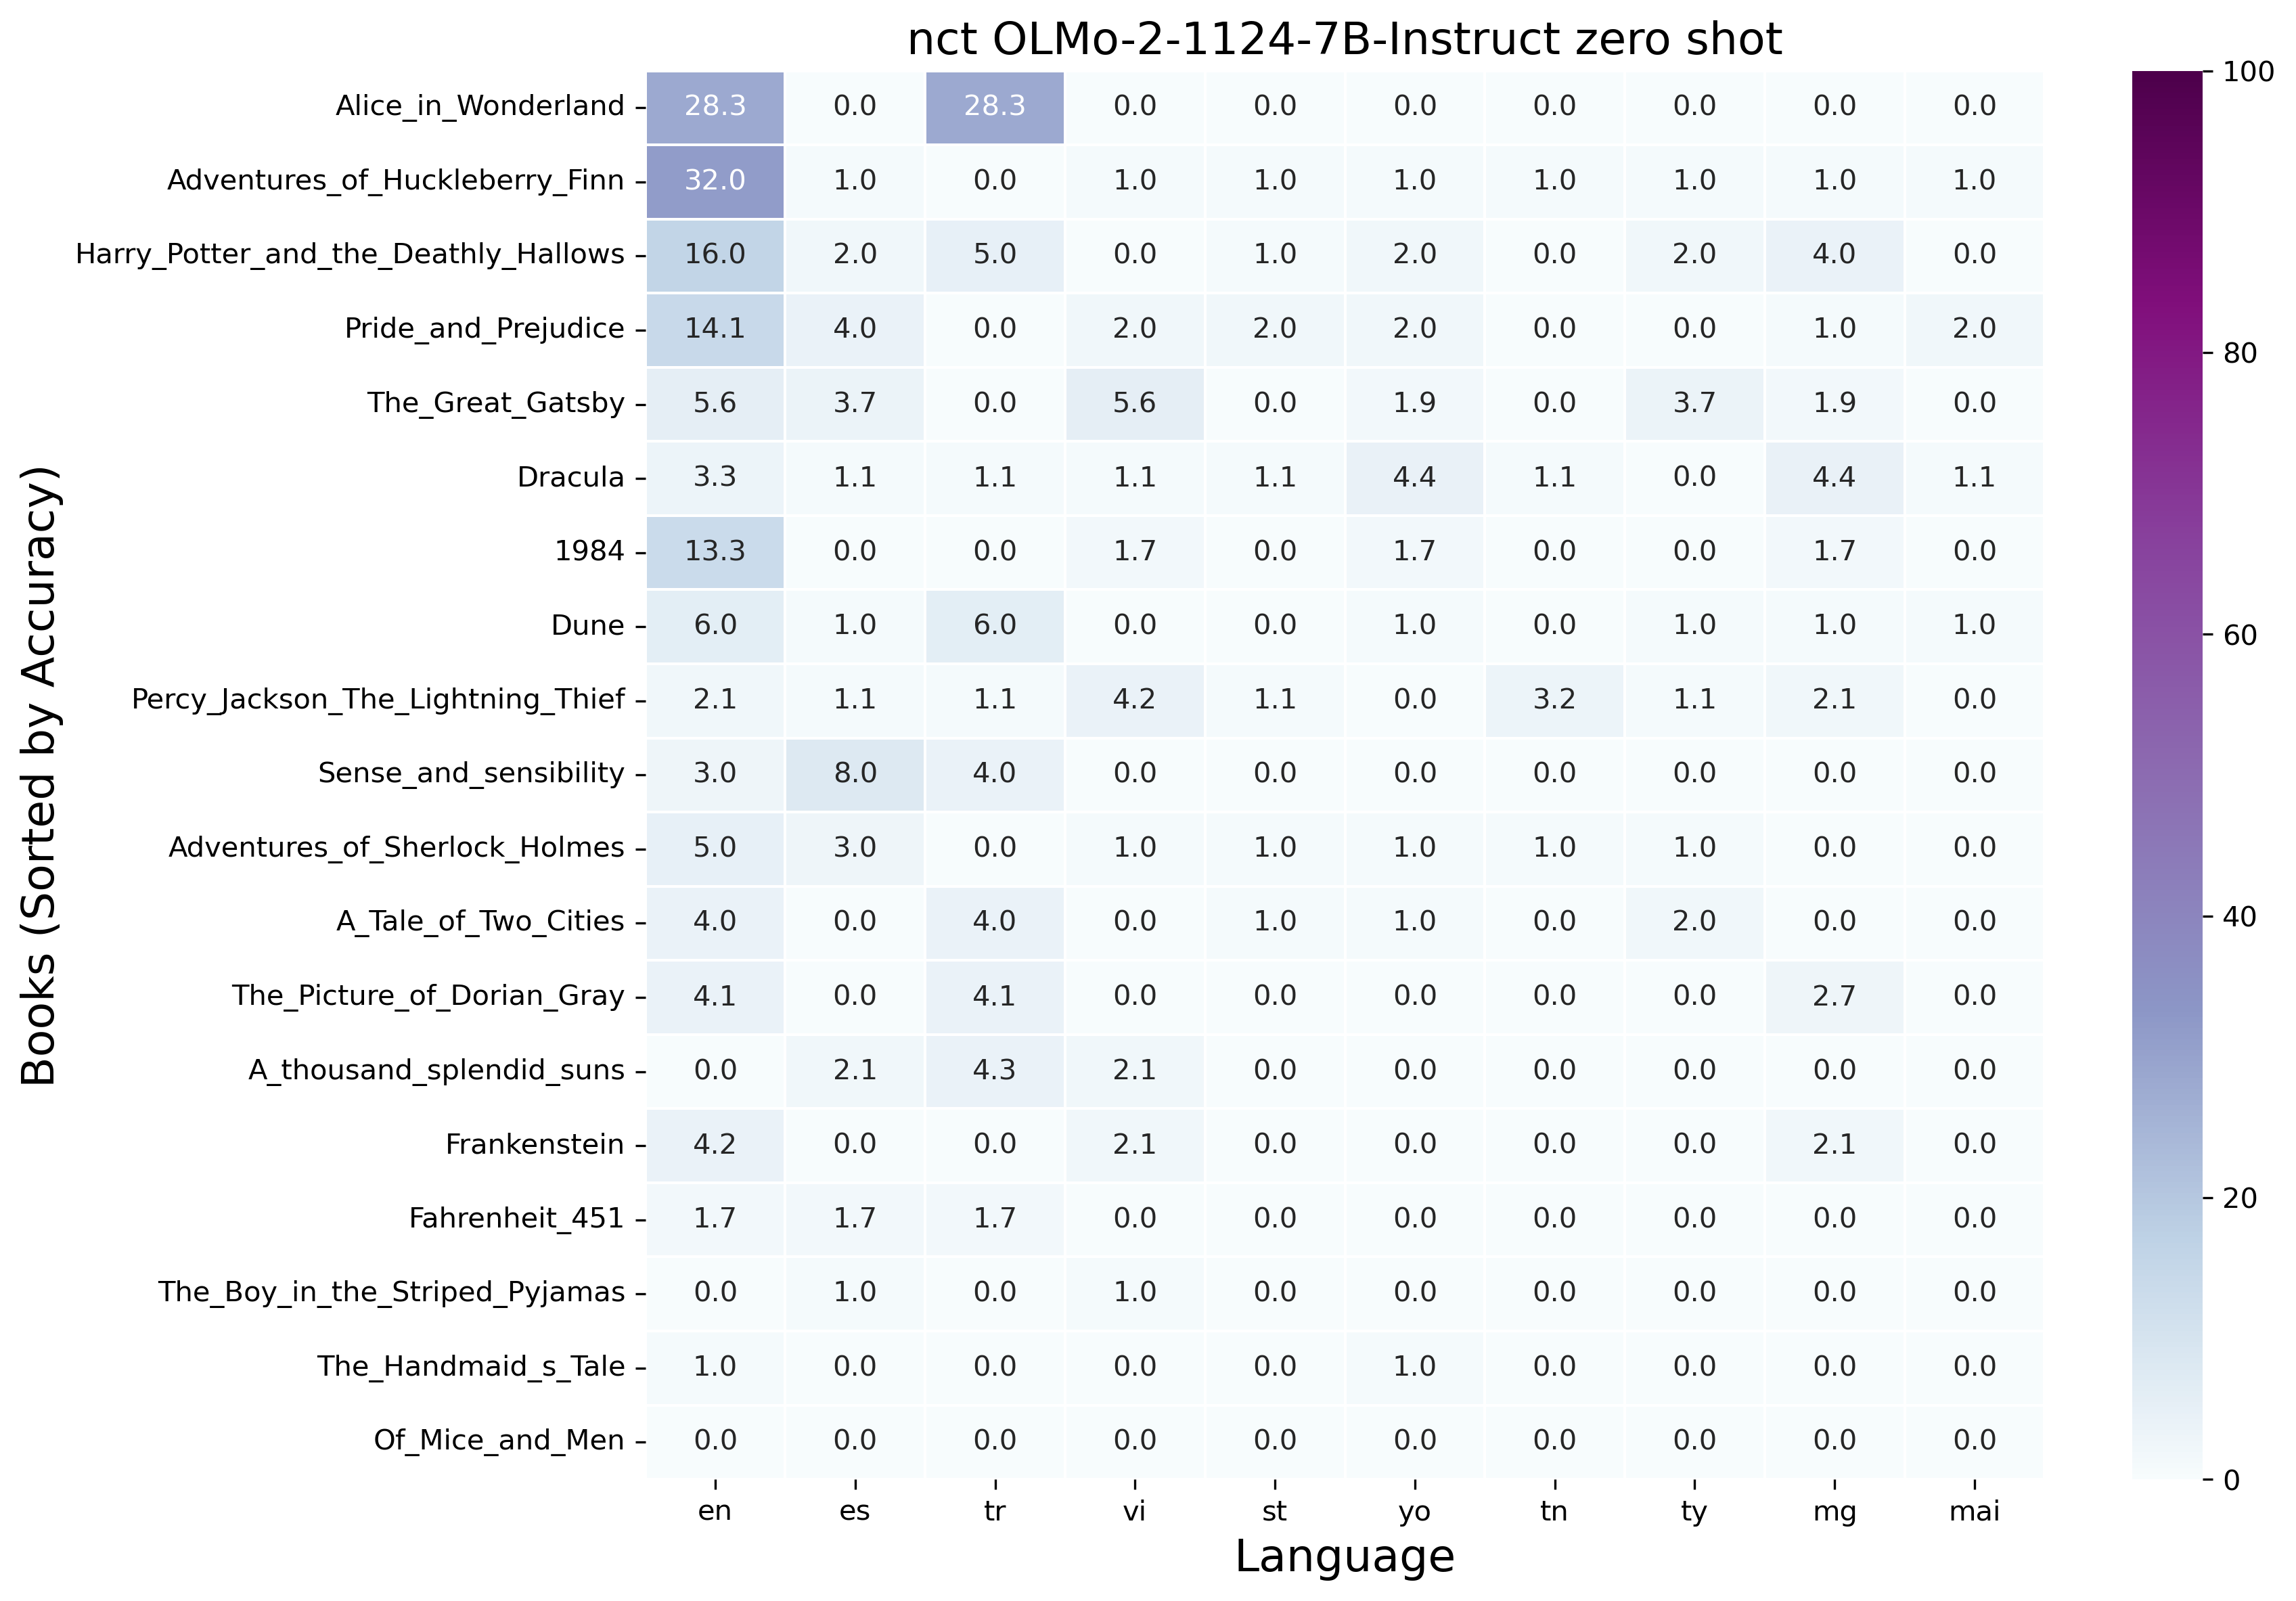 nct OLMo-2-1124-7B-Instruct zero shot
Books (Sorted by Accuracy)
Alice_in_Wonderland 28.3 0.0 28.3 0.0 0.0 0.0 0.0 0.0 0.0 0.0
Adventures_of_Huckleberry_Finn 32.0 1.0 0.0 1.0 1.0 1.0 1.0 1.0 1.0 1.0
Harry_Potter_and_the_Deathly_Hallows 16.0 2.0 5.0 0.0 1.0 2.0 0.0 2.0 4.0 0.0
Pride_and_Prejudice 14.1 4.0 0.0 2.0 2.0 2.0 0.0 0.0 1.0 2.0
The_Great_Gatsby 5.6 3.7 0.0 5.6 0.0 1.9 0.0 3.7 1.9 0.0
Dracula 3.3 1.1 1.1 1.1 1.1 4.4 1.1 0.0 4.4 1.1
1984 13.3 0.0 0.0 1.7 0.0 1.7 0.0 0.0 1.7 0.0
Dune 6.0 1.0 6.0 0.0 0.0 1.0 0.0 1.0 1.0 1.0
Percy_Jackson_The_Lightning_Thief 2.1 1.1 1.1 4.2 1.1 0.0 3.2 1.1 2.1 0.0
Sense_and_sensibility 3.0 8.0 4.0 0.0 0.0 0.0 0.0 0.0 0.0 0.0
Adventures_of_Sherlock_Holmes 5.0 3.0 0.0 1.0 1.0 1.0 1.0 1.0 0.0 0.0
A_Tale_of_Two_Cities 4.0 0.0 4.0 0.0 1.0 1.0 0.0 2.0 0.0 0.0
The_Picture_of_Dorian_Gray 4.1 0.0 4.1 0.0 0.0 0.0 0.0 0.0 2.7 0.0
A_thousand_splendid_suns 0.0 2.1 4.3 2.1 0.0 0.0 0.0 0.0 0.0 0.0
Frankenstein 4.2 0.0 0.0 2.1 0.0 0.0 0.0 0.0 2.1 0.0
Fahrenheit_451 1.7 1.7 1.7 0.0 0.0 0.0 0.0 0.0 0.0 0.0
The_Boy_in_the_Striped_Pyjamas 0.0 1.0 0.0 1.0 0.0 0.0 0.0 0.0 0.0 0.0
The_Handmaid_s_Tale 1.0 0.0 0.0 0.0 0.0 1.0 0.0 0.0 0.0 0.0
Of_Mice_and_Men 0.0 0.0 0.0 0.0 0.0 0.0 0.0 0.0 0.0 0.0
en es tr vi st yo tn ty mg mai
Language
100
80
60
40
20
0